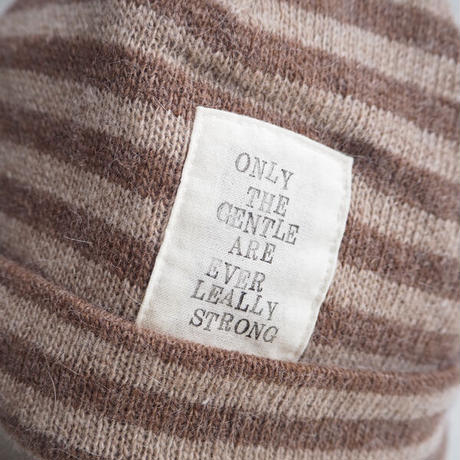 ONLY
THE
GENTLE
ARE
EVER
LEALLY
STRONG